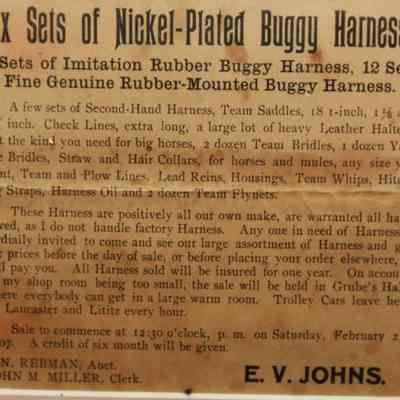 x Sets of Nickel-Plated Buggy Harness
Sets of Imitation Rubber Buggy Harness, 12 Se
Fine Genuine Rubber-Mounted Buggy Harness.
A few sets of Second-Hand Harness, Team Saddles, 18 1-inch, 1⅛ a
inch. Check Lines, extra long, a large lot of heavy Leather Halte
t the kind you need for big horses, 2 dozen Team Bridles, 1 dozen Ya
e Bridles, Straw and Hair Collars, for horses and mules, any size y
nt, Team and Plow Lines. Lead Reins, Housings, Team Whips, Hitc
g Straps, Harness Oil and 2 dozen Team Flynets.
These Harness are positively all our own make, are warranted all ha
wed, as I do not handle factory Harness. Any one in need of Harness
rdially invited to come and see our large assortment of Harness and g
r prices before the day of sale, or before placing your order elsewhere,
l pay you. All Harness sold will be insured for one year. On accou
my shop room being too small, the sale will be held in Grube's Hal
ere everybody can get in a large warm room. Trolley Cars leave he
Lancaster and Lititz every hour.
Sale to commence at 12:30 o'clock, p. m. on Saturday, February 2
07. A credit of six month will be given.
N. REBMAN, Auct.
OHN M. MILLER, Clerk.
E. V. JOHNS.